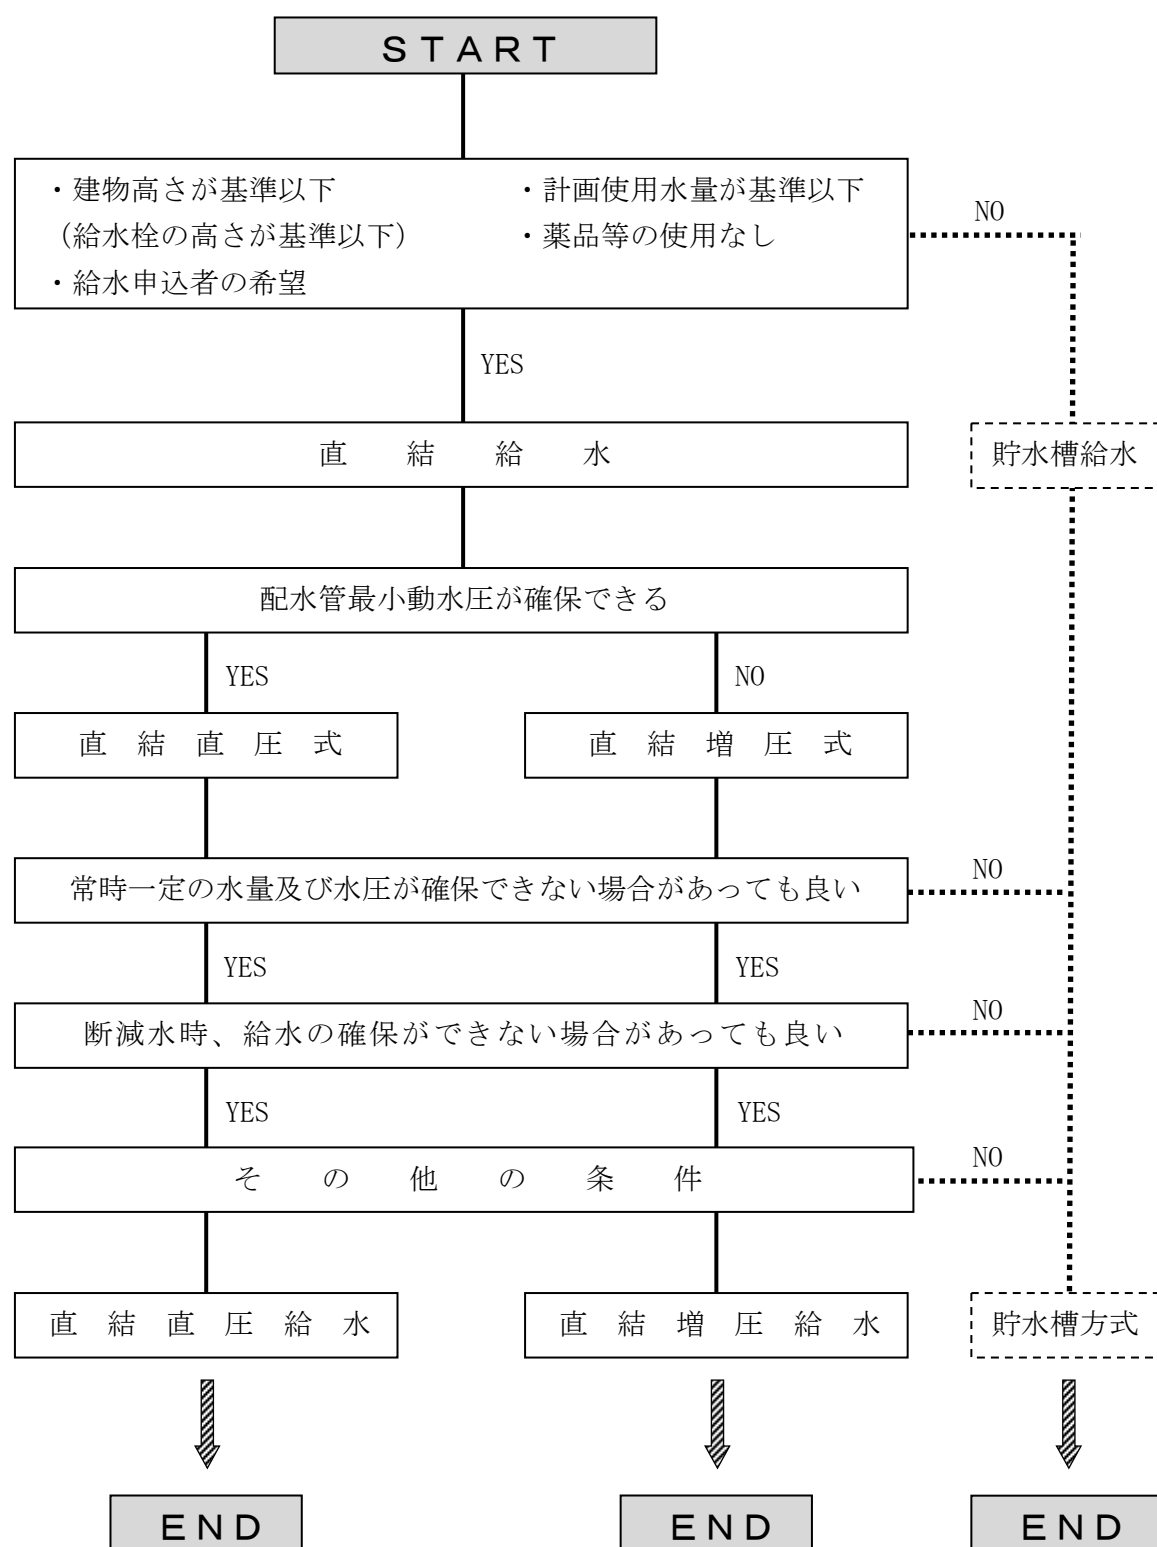 START
・建物高さが基準以下
・計画使用水量が基準以下
（給水栓の高さが基準以下）
・薬品等の使用なし
・給水申込者の希望
NO
YES
直結給水
貯水槽給水
配水管最小動水圧が確保できる
YES
NO
直結直圧式
直結増圧式
常時一定の水量及び水圧が確保できない場合があっても良い
NO
YES
YES
断減水時、給水の確保ができない場合があっても良い
NO
YES
YES
その他の条件
NO
直結直圧給水
直結増圧給水
貯水槽方式
END
END
END